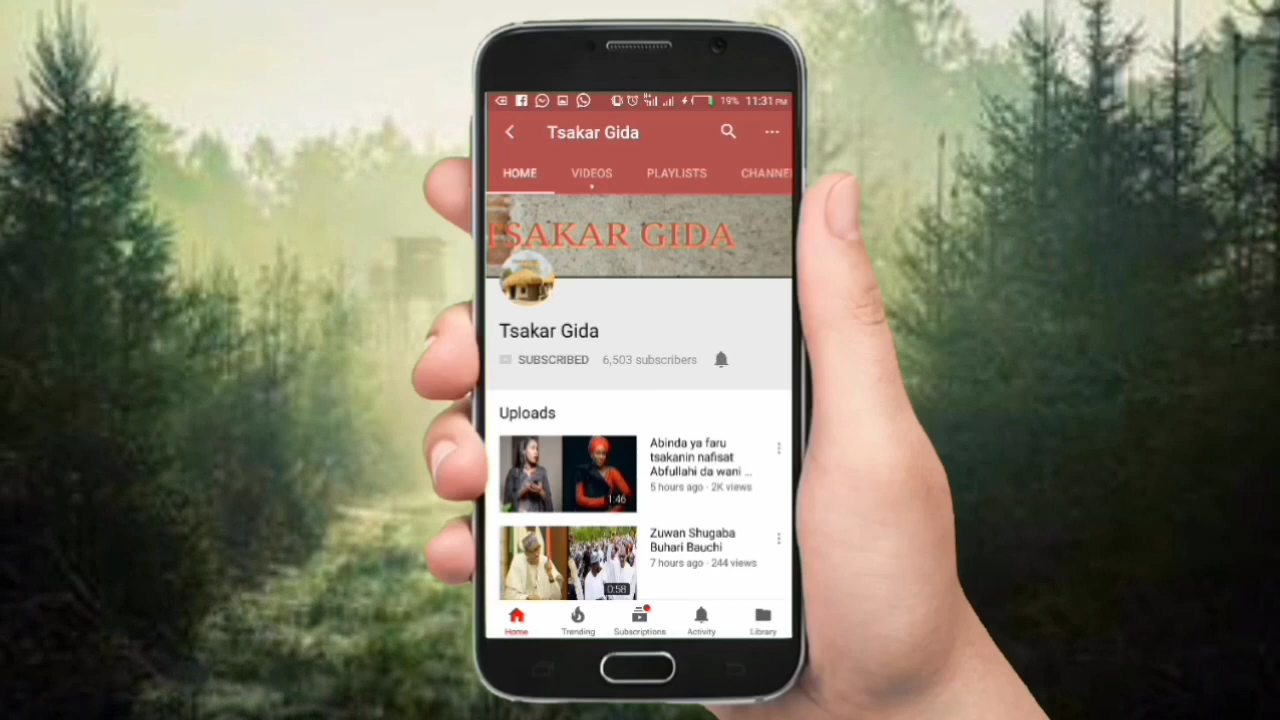 19% 11:31 PM
Tsakar Gida
HOME VIDEOS PLAYLISTS CHANNE
TSAKAR GIDA
Tsakar Gida
SUBSCRIBED 6,503 subscribers
Uploads
Abinda ya faru
tsakanin nafisat
Abfullahi da wani ...
5 hours ago · 2K views
1:46
Zuwan Shugaba
Buhari Bauchi
7 hours ago · 244 views
0:58
Home Trending Subscriptions Activity Library